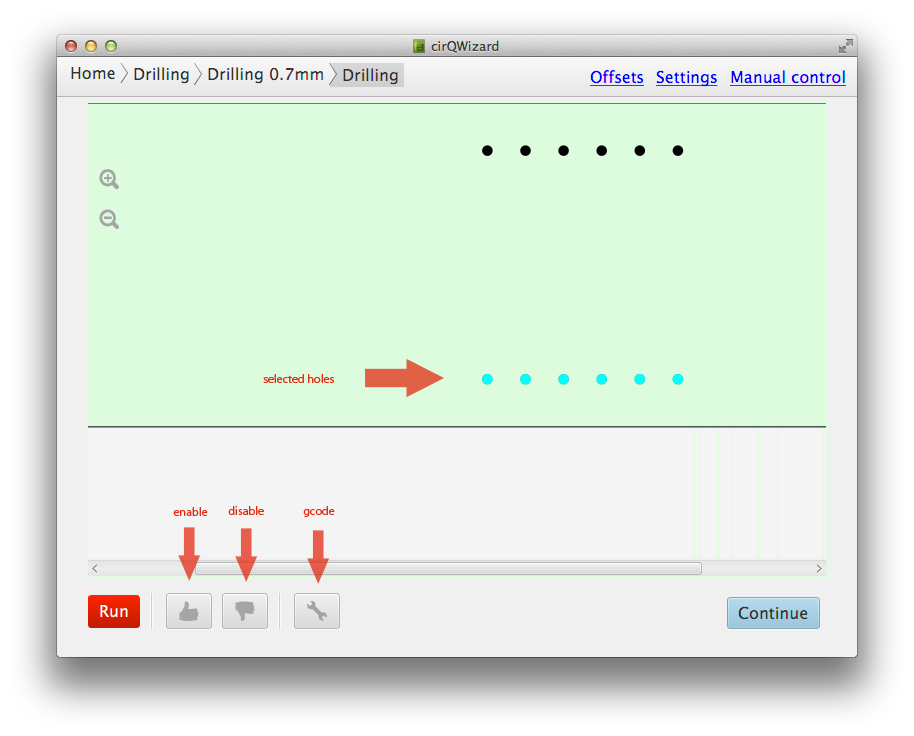 cirQWizard
Home Drilling Drilling 0.7mm Drilling
Offsets Settings Manual control
selected holes
enable disable gcode
Run
Continue